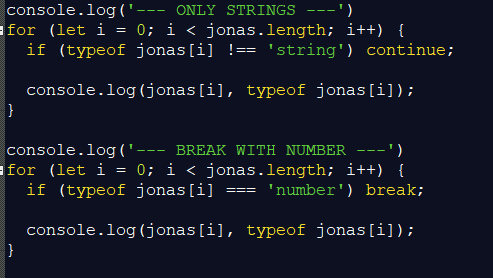 console.log('--- ONLY STRINGS ---')
for (let i = 0; i < jonas.length; i++) {
  if (typeof jonas[i] !== 'string') continue;

  console.log(jonas[i], typeof jonas[i]);
}

console.log('--- BREAK WITH NUMBER ---')
for (let i = 0; i < jonas.length; i++) {
  if (typeof jonas[i] === 'number') break;

  console.log(jonas[i], typeof jonas[i]);
}